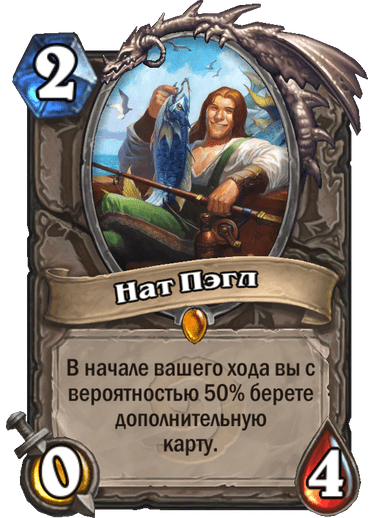 2
Нат Пэгл
В начале вашего хода вы с
вероятностью 50% берете
дополнительную
карту.
0
4